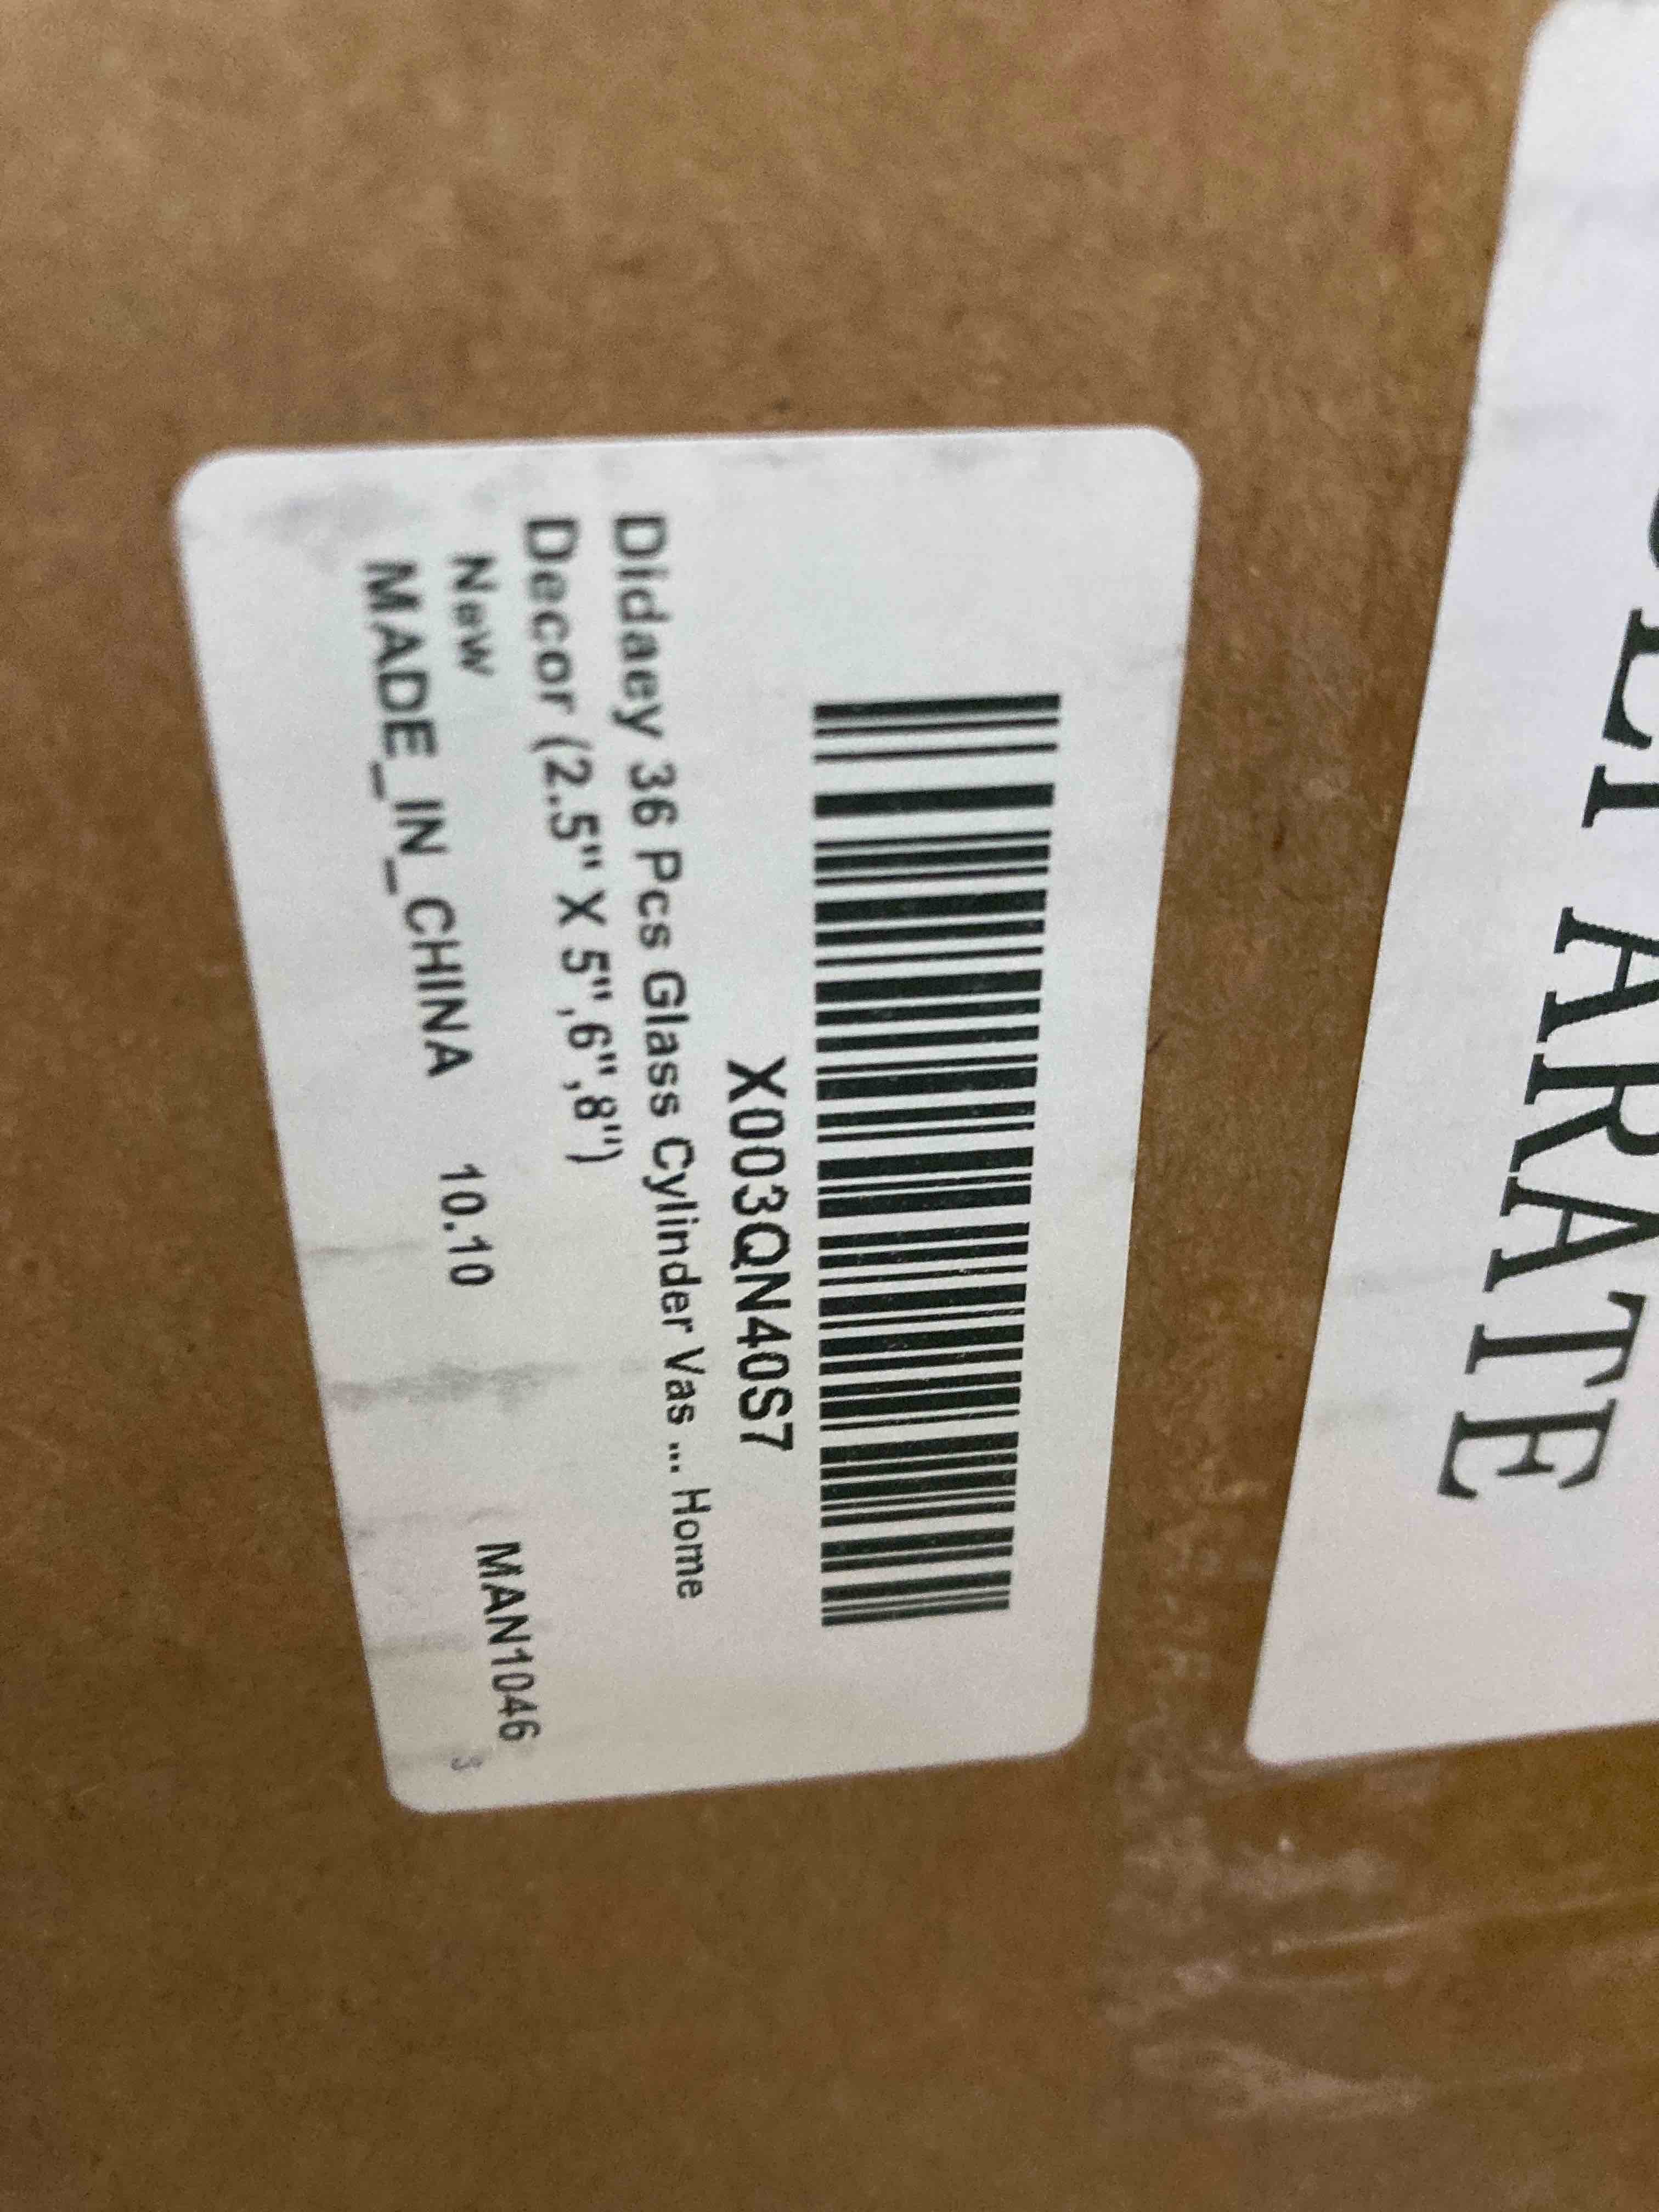 X003QN40S7
Didaey 36 Pcs Glass Cylinder Vas ... Home
Decor (2.5" X 5",6",8")
New
MADE_IN_CHINA 10.10 MAN1046
3
ARATE